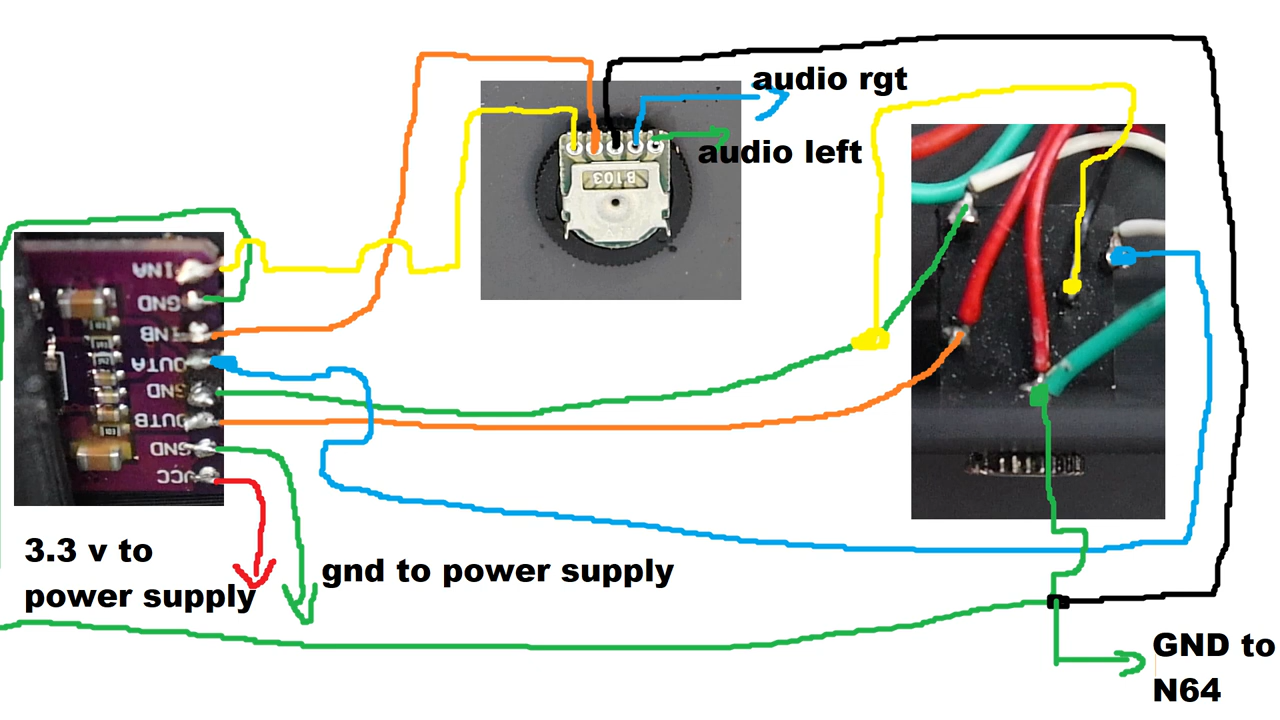 audio rgt
audio left
B103
INA
GND
INB
OUTA
GND
OUTB
GND
VCC
3.3 v to
power supply
gnd to power supply
GND to
N64